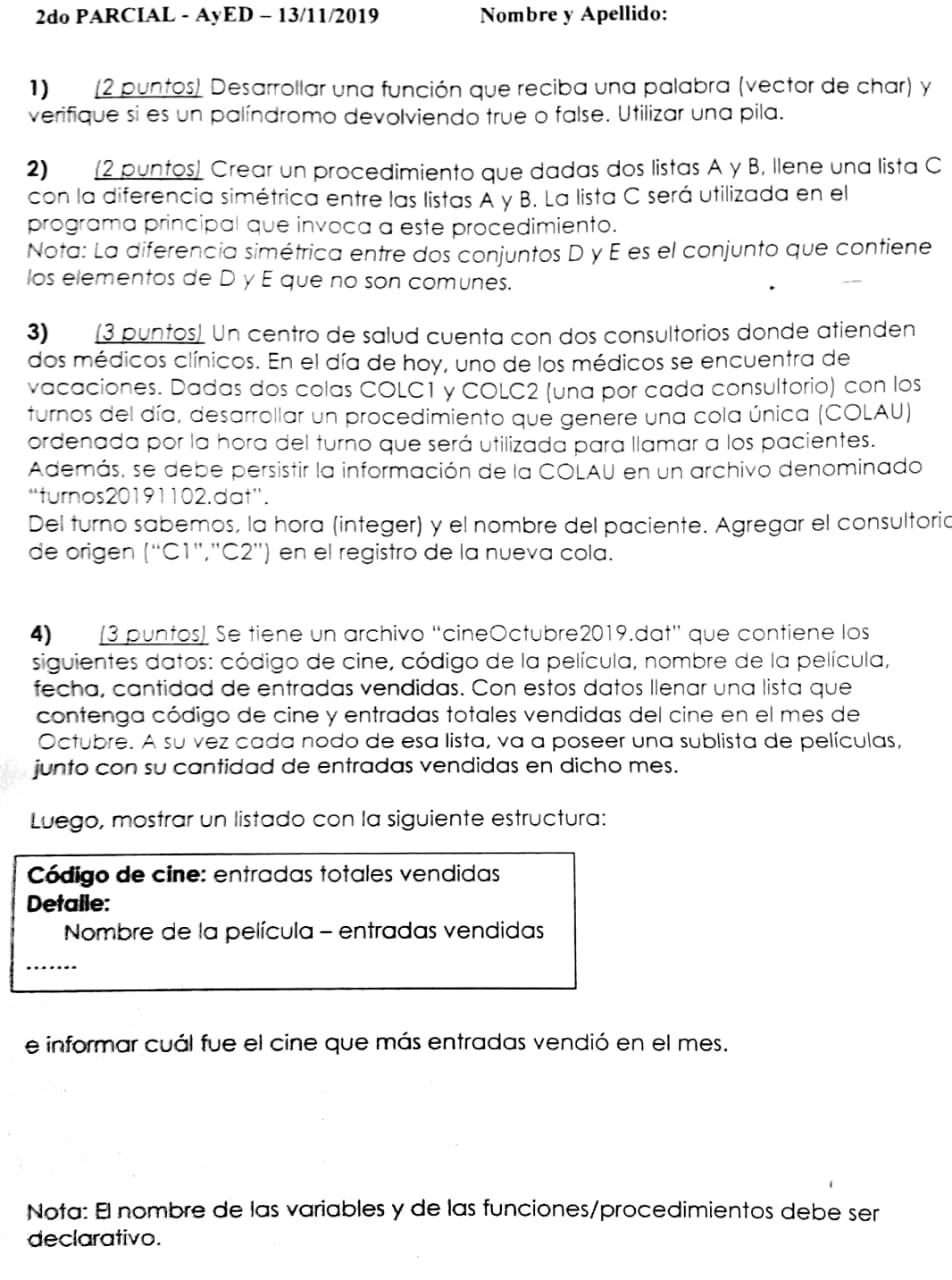 2do PARCIAL - AyED – 13/11/2019 Nombre y Apellido:
1) (2 puntos) Desarrollar una función que reciba una palabra (vector de char) y
verifique si es un palíndromo devolviendo true o false. Utilizar una pila.
2) (2 puntos) Crear un procedimiento que dadas dos listas A y B, llene una lista C
con la diferencia simétrica entre las listas A y B. La lista C será utilizada en el
programa principal que invoca a este procedimiento.
Nota: La diferencia simétrica entre dos conjuntos D y E es el conjunto que contiene
los elementos de D y E que no son comunes.
3) (3 puntos) Un centro de salud cuenta con dos consultorios donde atienden
dos médicos clínicos. En el día de hoy, uno de los médicos se encuentra de
vacaciones. Dadas dos colas COLC1 y COLC2 (una por cada consultorio) con los
turnos del día, desarrollar un procedimiento que genere una cola única (COLAU)
ordenada por la hora del turno que será utilizada para llamar a los pacientes.
Además, se debe persistir la información de la COLAU en un archivo denominado
"turnos20191102.dat".
Del turno sabemos, la hora (integer) y el nombre del paciente. Agregar el consultorio
de origen ("C1","C2") en el registro de la nueva cola.
4) (3 puntos) Se tiene un archivo "cineOctubre2019.dat" que contiene los
siguientes datos: código de cine, código de la película, nombre de la película,
fecha, cantidad de entradas vendidas. Con estos datos llenar una lista que
contenga código de cine y entradas totales vendidas del cine en el mes de
Octubre. A su vez cada nodo de esa lista, va a poseer una sublista de películas,
junto con su cantidad de entradas vendidas en dicho mes.
Luego, mostrar un listado con la siguiente estructura:
Código de cine: entradas totales vendidas
Detalle:
Nombre de la película – entradas vendidas
.......
e informar cuál fue el cine que más entradas vendió en el mes.
Nota: El nombre de las variables y de las funciones/procedimientos debe ser
declarativo.